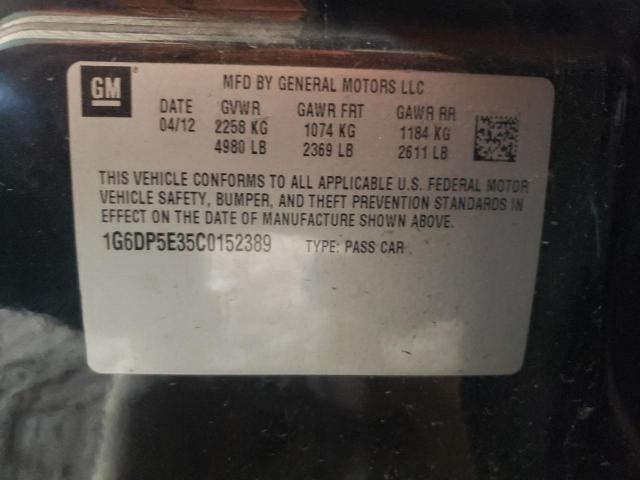 GM ® MFD BY GENERAL MOTORS LLC
DATE GVWR GAWR FRT GAWR RR
04/12 2258 KG 1074 KG 1184 KG
4980 LB 2369 LB 2611 LB
THIS VEHICLE CONFORMS TO ALL APPLICABLE U.S. FEDERAL MOTOR
VEHICLE SAFETY, BUMPER, AND THEFT PREVENTION STANDARDS IN
EFFECT ON THE DATE OF MANUFACTURE SHOWN ABOVE.
1G6DP5E35C0152389 TYPE: PASS CAR